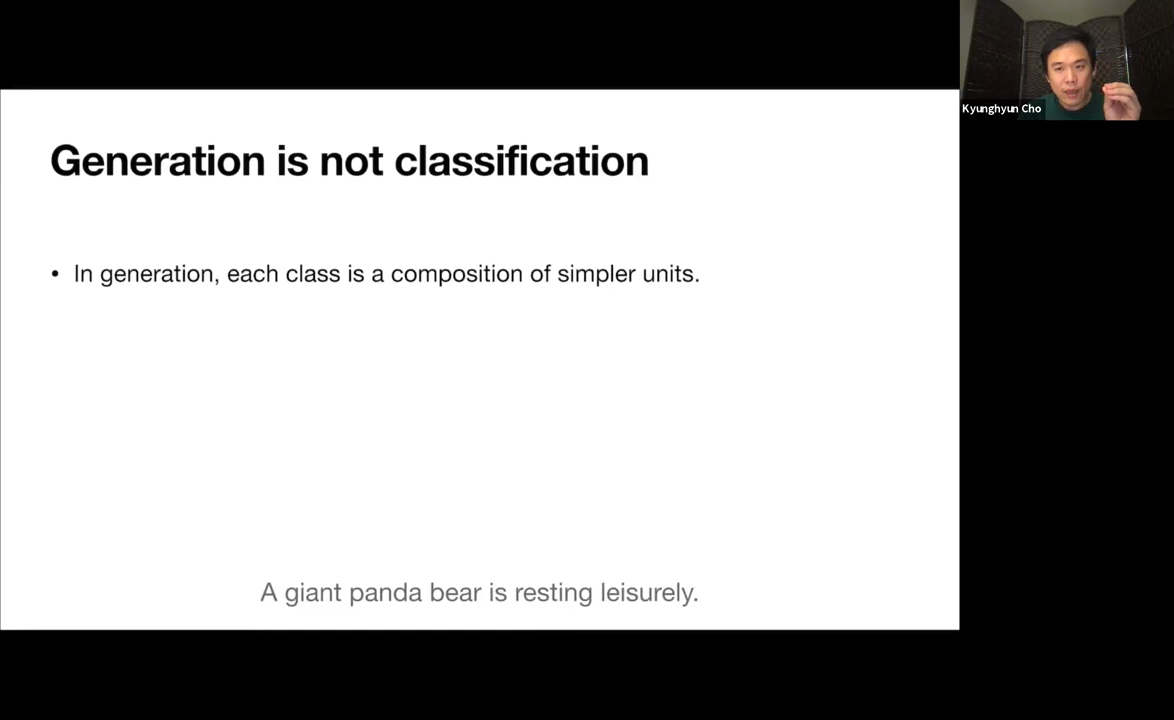 Generation is not classification
• In generation, each class is a composition of simpler units.
A giant panda bear is resting leisurely.
Kyunghyun Cho